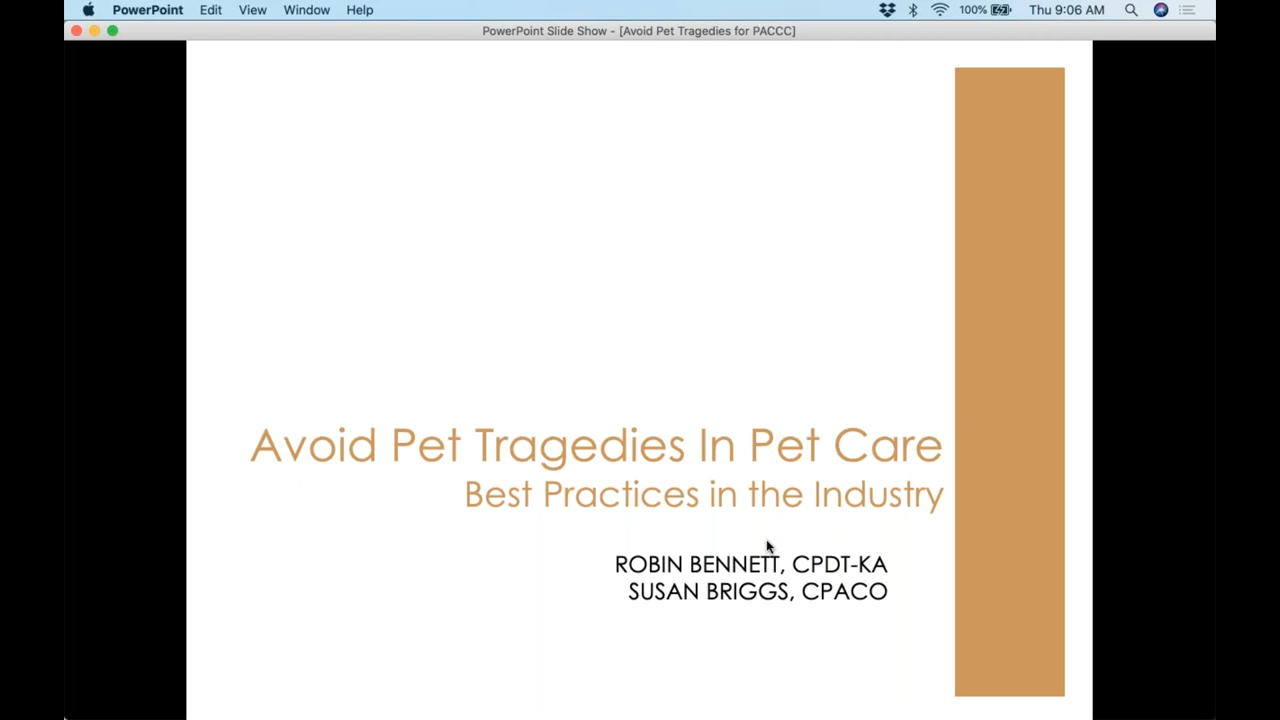 PowerPoint Edit View Window Help 100% Thu 9:06 AM
PowerPoint Slide Show - [Avoid Pet Tragedies for PACCC]
Avoid Pet Tragedies In Pet Care
Best Practices in the Industry
ROBIN BENNETT, CPDT-KA
SUSAN BRIGGS, CPACO